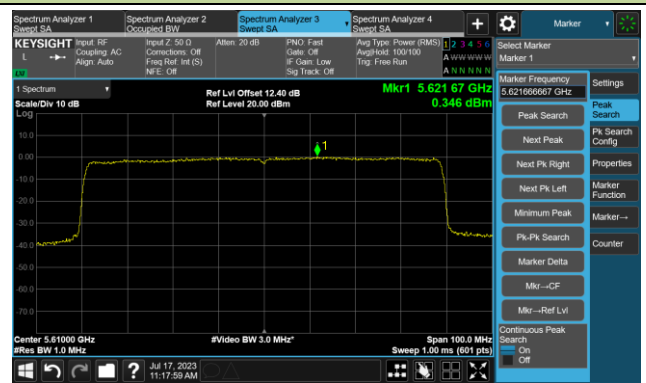 Spectrum Analyzer 1
Swept SA
Spectrum Analyzer 2
Occupied BW
Spectrum Analyzer 3
Swept SA
Spectrum Analyzer 4
Swept SA
+
Marker
KEYSIGHT
L
LXI
Input: RF
Coupling: AC
Align: Auto
Input Z: 50 Ω
Corrections: Off
Freq Ref: Int (S)
NFE: Off
Atten: 20 dB
PNO: Fast
Gate: Off
IF Gain: Low
Sig Track: Off
Avg Type: Power (RMS)
Avg|Hold: 100/100
Trig: Free Run
1 2 3 4 5 6
A W W W W W
A N N N N N
Select Marker
Marker 1
1 Spectrum
Scale/Div 10 dB
Log
Ref Lvl Offset 12.40 dB
Ref Level 20.00 dBm
Mkr1 5.621 67 GHz
0.346 dBm
Marker Frequency
5.621666667 GHz
Settings
Peak Search
Peak
Search
Next Peak
Pk Search
Config
Next Pk Right
Properties
Next Pk Left
Marker
Function
Minimum Peak
Marker→
Pk-Pk Search
Counter
Marker Delta
Mkr→CF
Mkr→Ref Lvl
Continuous Peak
Search
On
Off
10.0
0.00
-10.0
-20.0
-30.0
-40.0
-50.0
-60.0
-70.0
1
Center 5.61000 GHz
#Res BW 1.0 MHz
#Video BW 3.0 MHz*
Span 100.0 MHz
Sweep 1.00 ms (601 pts)
?
Jul 17, 2023
11:17:59 AM